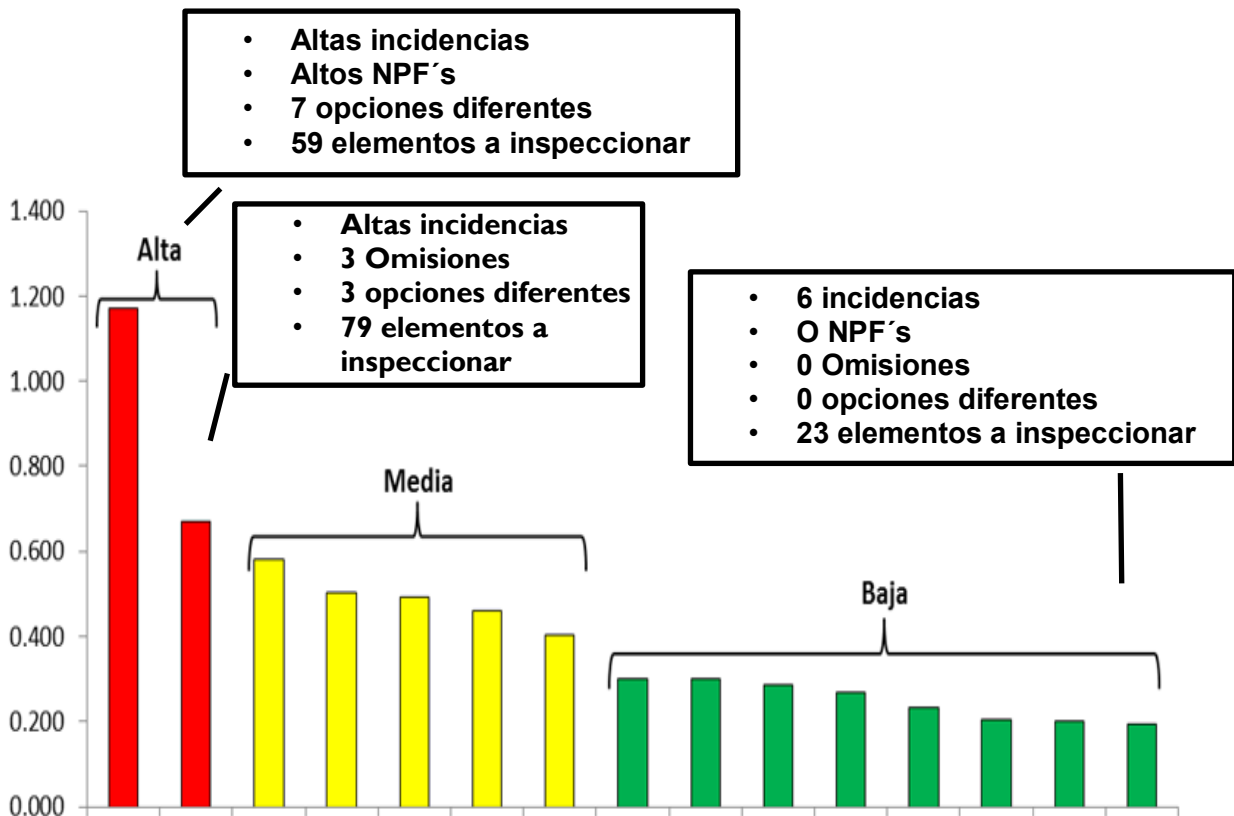 • Altas incidencias
• Altos NPF´s
• 7 opciones diferentes
• 59 elementos a inspeccionar
• Altas incidencias
• 3 Omisiones
• 3 opciones diferentes
• 79 elementos a
inspeccionar
• 6 incidencias
• O NPF´s
• 0 Omisiones
• 0 opciones diferentes
• 23 elementos a inspeccionar
Alta
Media
Baja
1.400
1.200
1.000
0.800
0.600
0.400
0.200
0.000